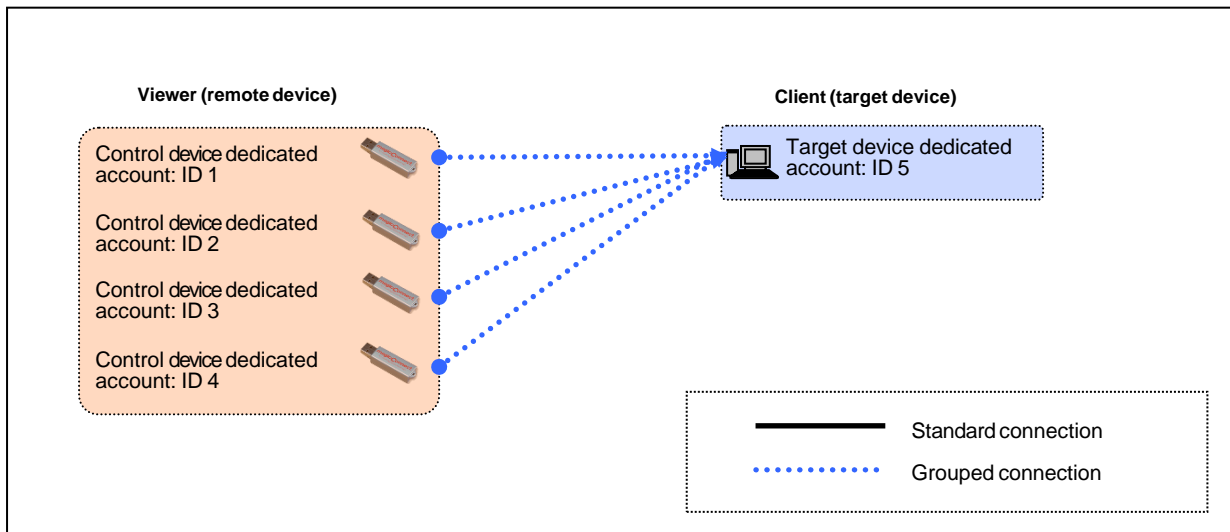 Viewer (remote device)
Client (target device)
Control device dedicated
account: ID 1
Control device dedicated
account: ID 2
Control device dedicated
account: ID 3
Control device dedicated
account: ID 4
Target device dedicated
account: ID 5
Standard connection
Grouped connection